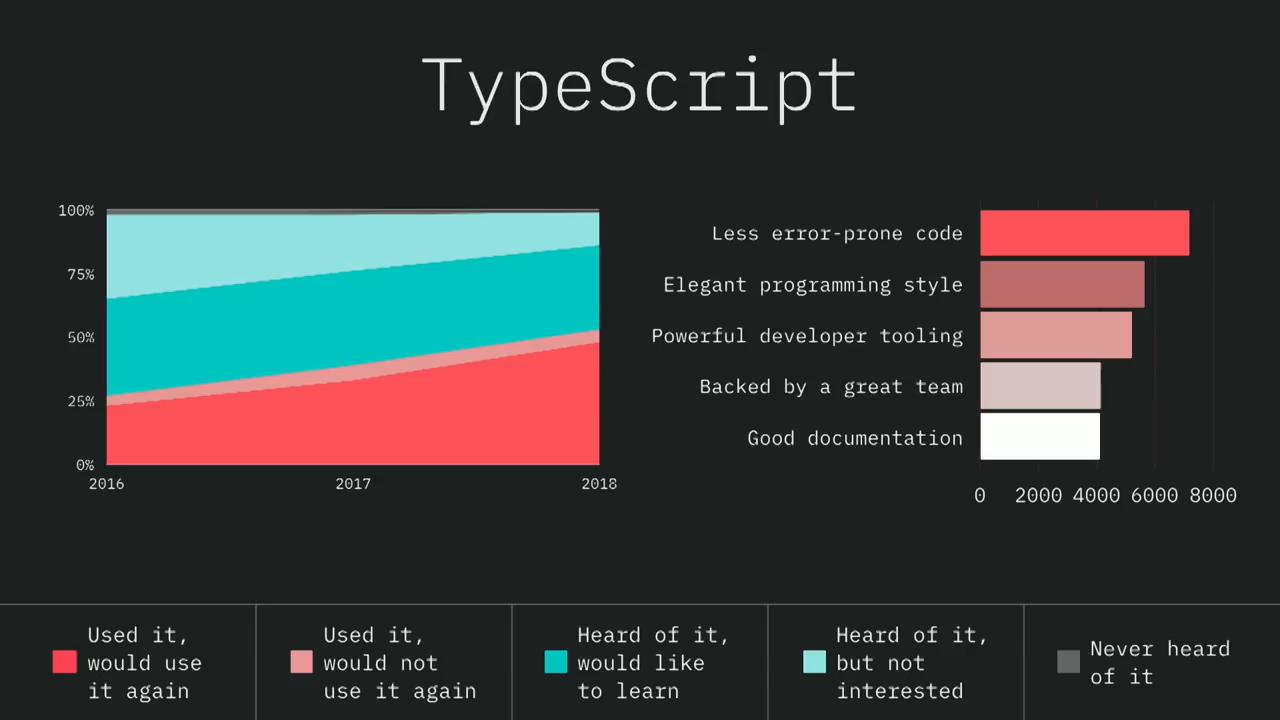 TypeScript
100%
75%
50%
25%
0%
2016 2017 2018
Less error-prone code
Elegant programming style
Powerful developer tooling
Backed by a great team
Good documentation
0 2000 4000 6000 8000
Used it,
would use
it again
Used it,
would not
use it again
Heard of it,
would like
to learn
Heard of it,
but not
interested
Never heard
of it